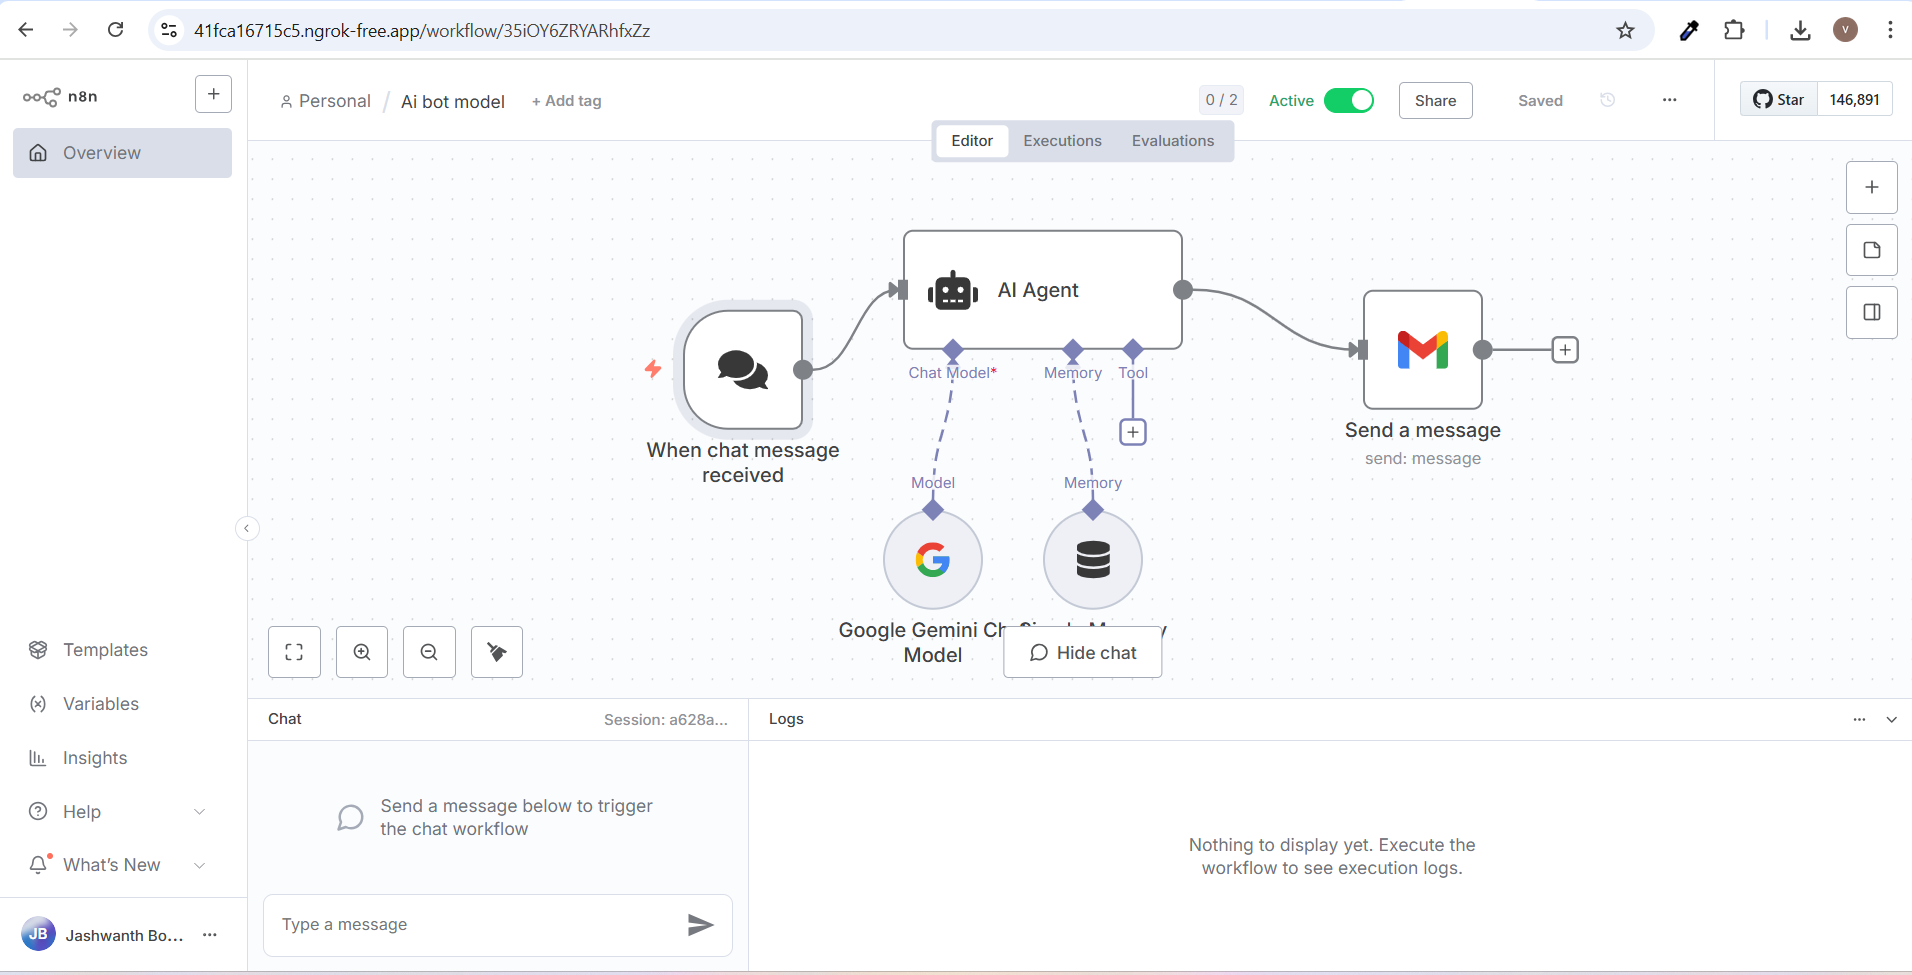 41fca16715c5.ngrok-free.app/workflow/35iOY6ZRYARhfxZz
V
n8n
Personal / Ai bot model + Add tag
0 / 2
Active
Share
Saved
Star 146,891
Overview
Editor Executions Evaluations
AI Agent
Chat Model*
Memory
Tool
When chat message
received
Send a message
send: message
Model
Memory
Google Gemini Ch
Model
Hide chat
Templates
Variables
Insights
Help
What's New
JB
Jashwanth Bo...
Chat
Session: a628a...
Send a message below to trigger
the chat workflow
Type a message
Logs
Nothing to display yet. Execute the
workflow to see execution logs.